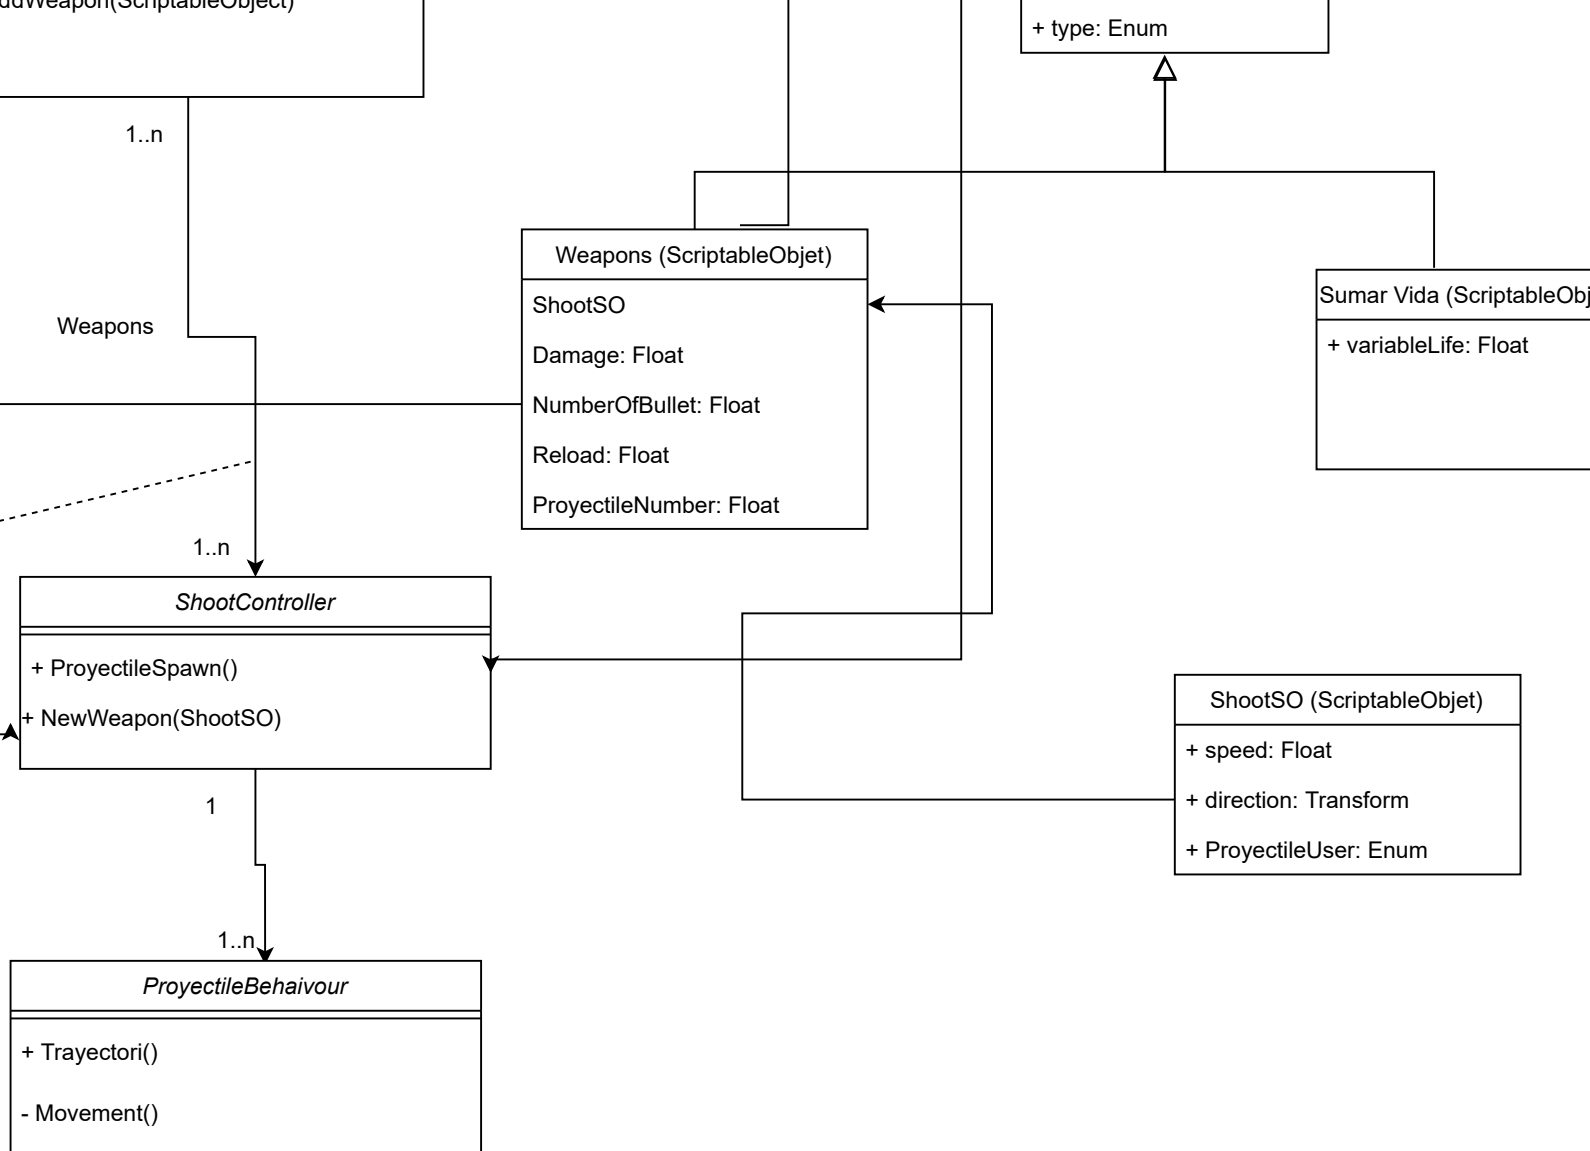 + type: Enum
1..n
Weapons
1..n
Weapons (ScriptableObjet)
ShootSO
Damage: Float
NumberOfBullet: Float
Reload: Float
ProyectileNumber: Float
Sumar Vida (ScriptableObj
+ variableLife: Float
ShootController
+ ProyectileSpawn()
+ NewWeapon(ShootSO)
1
1..n
ShootSO (ScriptableObjet)
+ speed: Float
+ direction: Transform
+ ProyectileUser: Enum
ProyectileBehaivour
+ Trayectori()
- Movement()